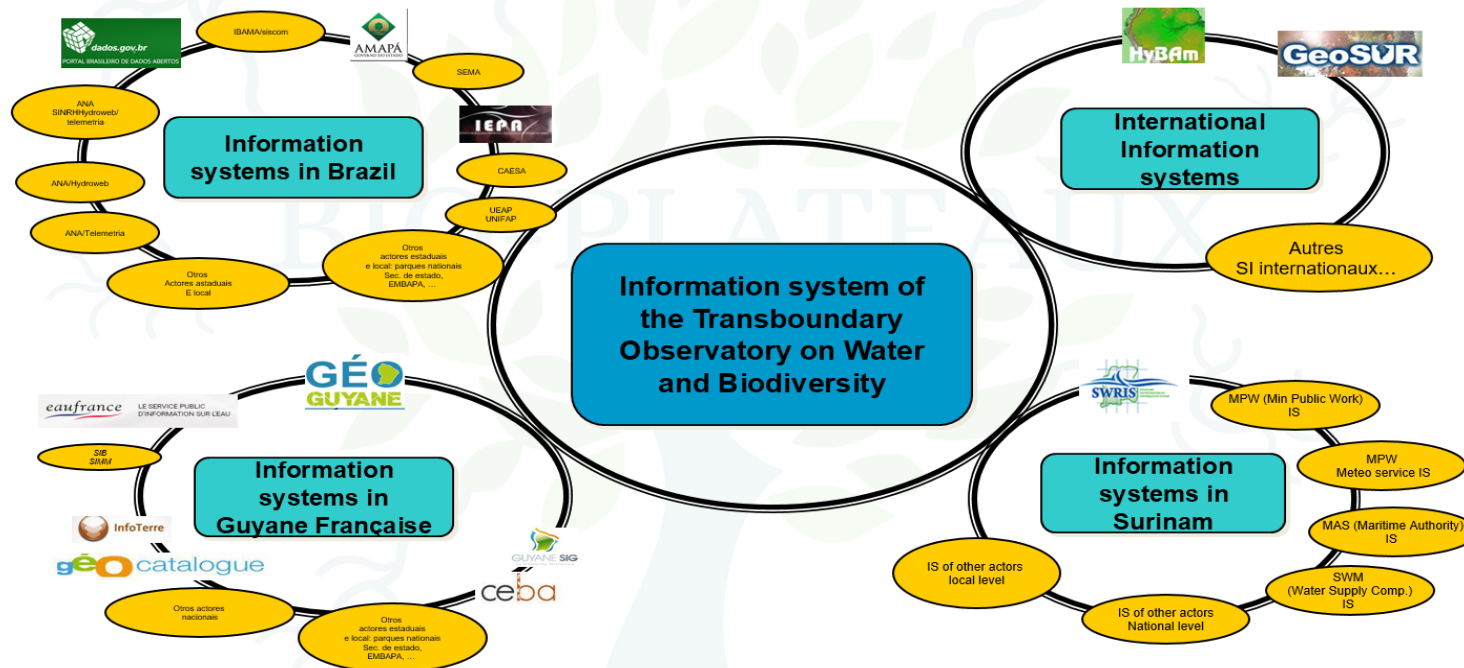 dados.gov.br
PORTAL BRASILEIRO DE DADOS ABERTOS
IBAMA/siscom
AMAPÁ
GOVERNO DO ESTADO
SEMA
ANA
SINRHHydroweb/
telemetria
Information
systems in Brazil
IEPA
ANA/Hydroweb
CAESA
UEAP
UNIFAP
ANA/Telemetria
Otros
Actores astaduais
E local
Otros
actores estaduais
e local: parques nationais
Sec. de estado,
EMBAPA, …
HyBAm
GeoSUR
International
Information
systems
Autres
SI internationaux…
BIO-PLATEAUX
Information system of
the Transboundary
Observatory on Water
and Biodiversity
GÉO
GUYANE
eaufrance
LE SERVICE PUBLIC
D'INFORMATION SUR L'EAU
SIB
SIMM
Information
systems in
Guyane Française
InfoTerre
géocatalogue
GUYANE SIG
ceba
Otros actores
nacionais
Otros
actores estaduais
e local: parques nationais
Sec. de estado,
EMBAPA, …
SWRIS
MPW (Min Public Work)
IS
MPW
Meteo service IS
Information
systems in
Surinam
MAS (Maritime Authority)
IS
IS of other actors
local level
SWM
(Water Supply Comp.)
IS
IS of other actors
National level